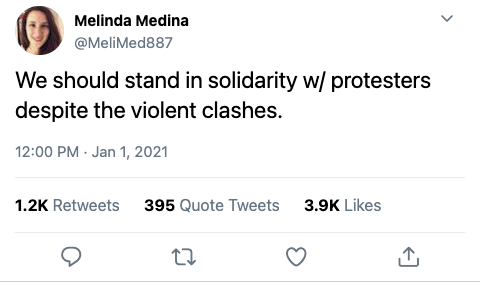 Melinda Medina
@MeliMed887
We should stand in solidarity w/ protesters
despite the violent clashes.
12:00 PM · Jan 1, 2021
1.2K Retweets 395 Quote Tweets 3.9K Likes